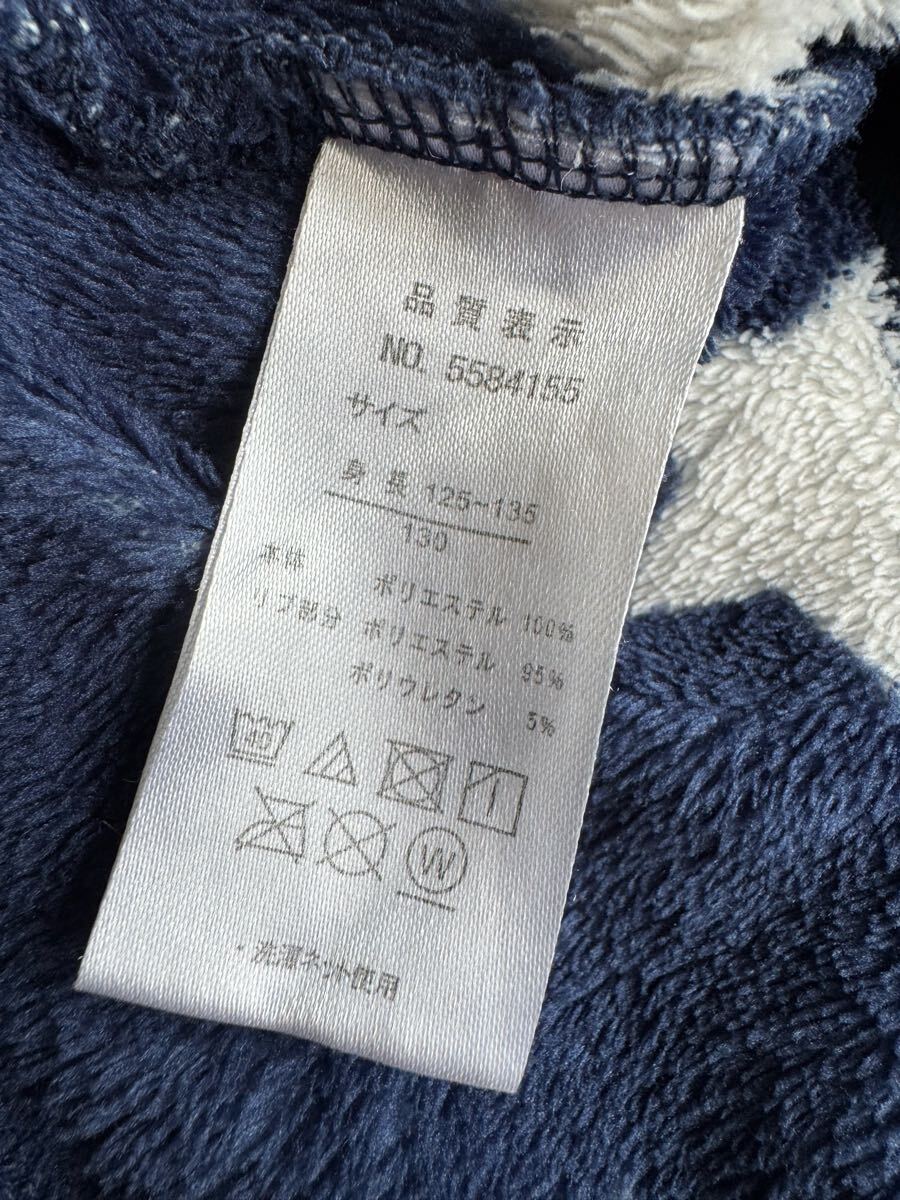 品質表示
NO. 5584155
サイズ
身長 125~135
130
本体 ポリエステル 100%
リブ部分 ポリエステル 95%
ポリウレタン 5%
40
W
・洗濯ネット使用